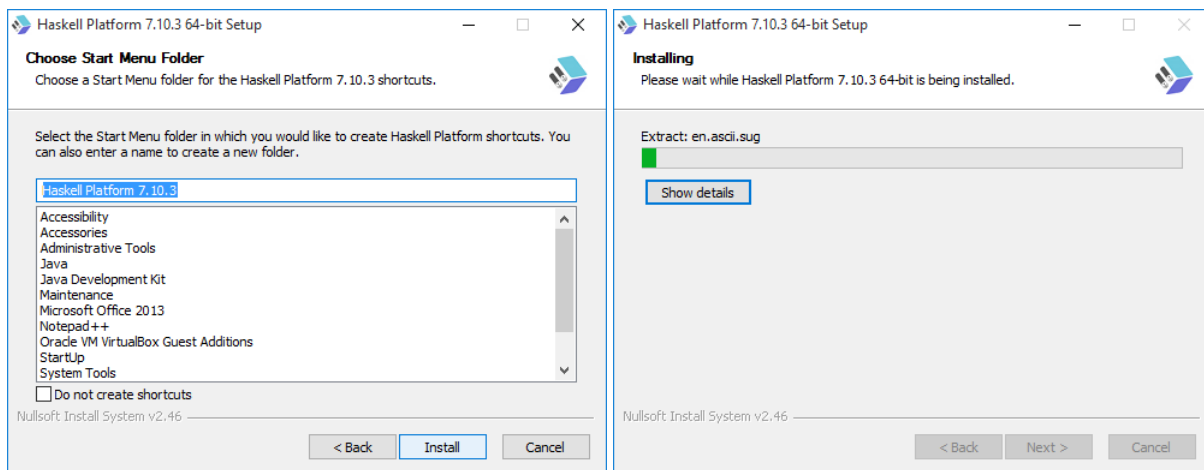 Haskell Platform 7.10.3 64-bit Setup
Choose Start Menu Folder
Choose a Start Menu folder for the Haskell Platform 7.10.3 shortcuts.
Select the Start Menu folder in which you would like to create Haskell Platform shortcuts. You
can also enter a name to create a new folder.
Haskell Platform 7.10.3
Accessibility
Accessories
Administrative Tools
Java
Java Development Kit
Maintenance
Microsoft Office 2013
Notepad++
Oracle VM VirtualBox Guest Additions
StartUp
System Tools
Do not create shortcuts
Nullsoft Install System v2.46
< Back Install Cancel
Haskell Platform 7.10.3 64-bit Setup
Installing
Please wait while Haskell Platform 7.10.3 64-bit is being installed.
Extract: en.ascii.sug
Show details
Nullsoft Install System v2.46
< Back Next > Cancel